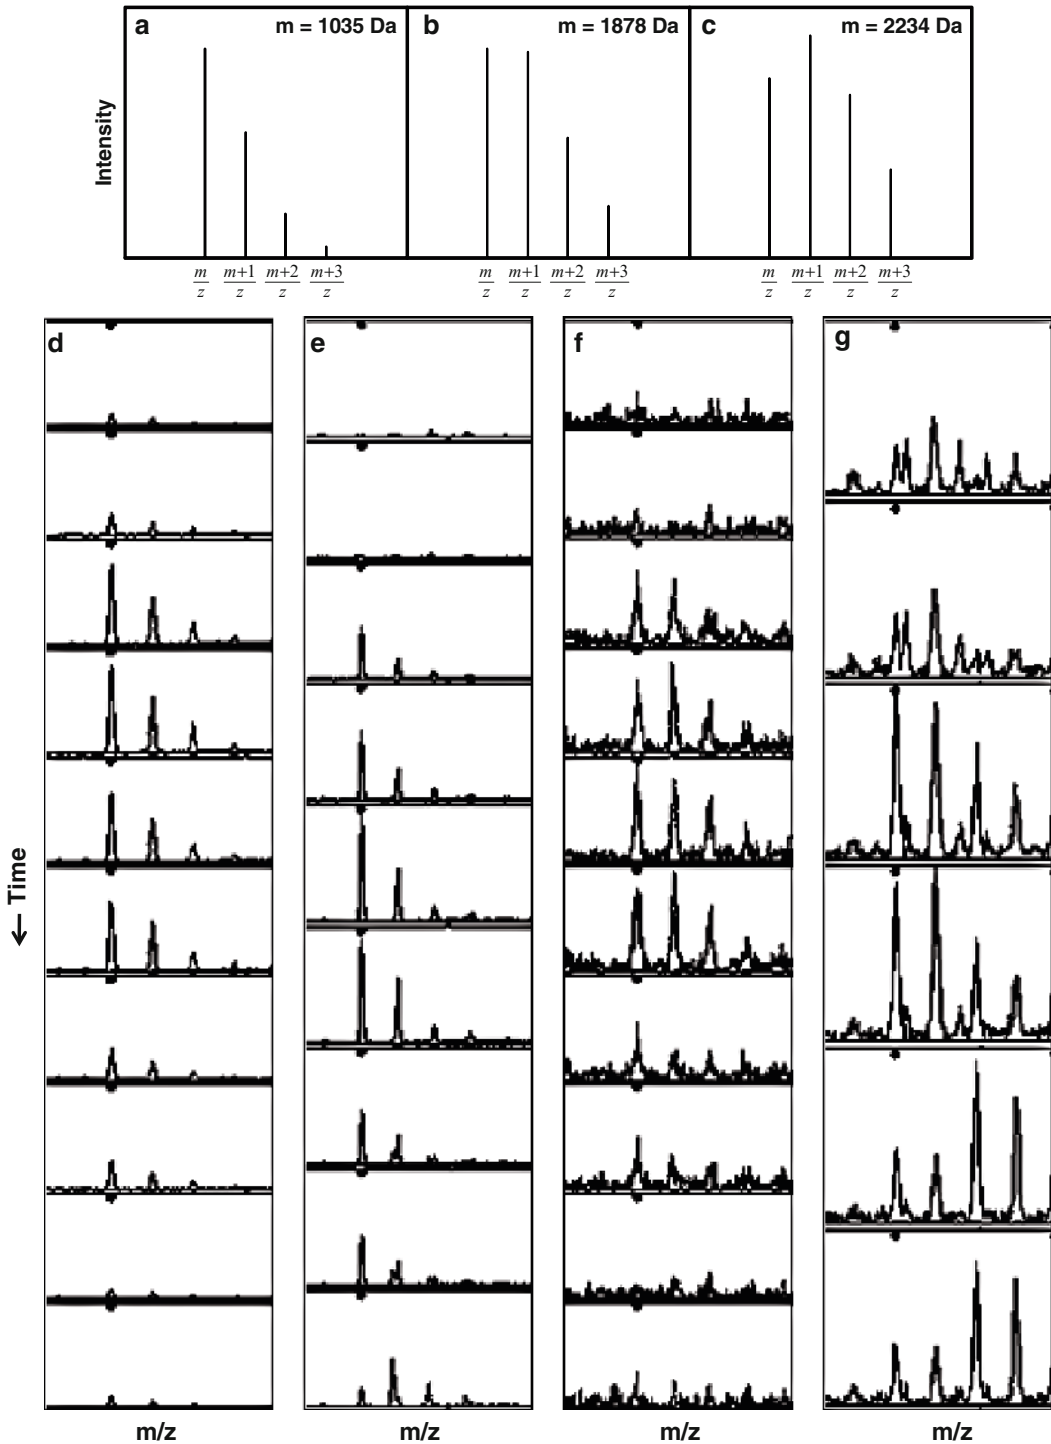 a m = 1035 Da b m = 1878 Da c m = 2234 Da
Intensity
m/z m+1/z m+2/z m+3/z m/z m+1/z m+2/z m+3/z m/z m+1/z m+2/z m+3/z
d e f g
← Time
m/z m/z m/z m/z